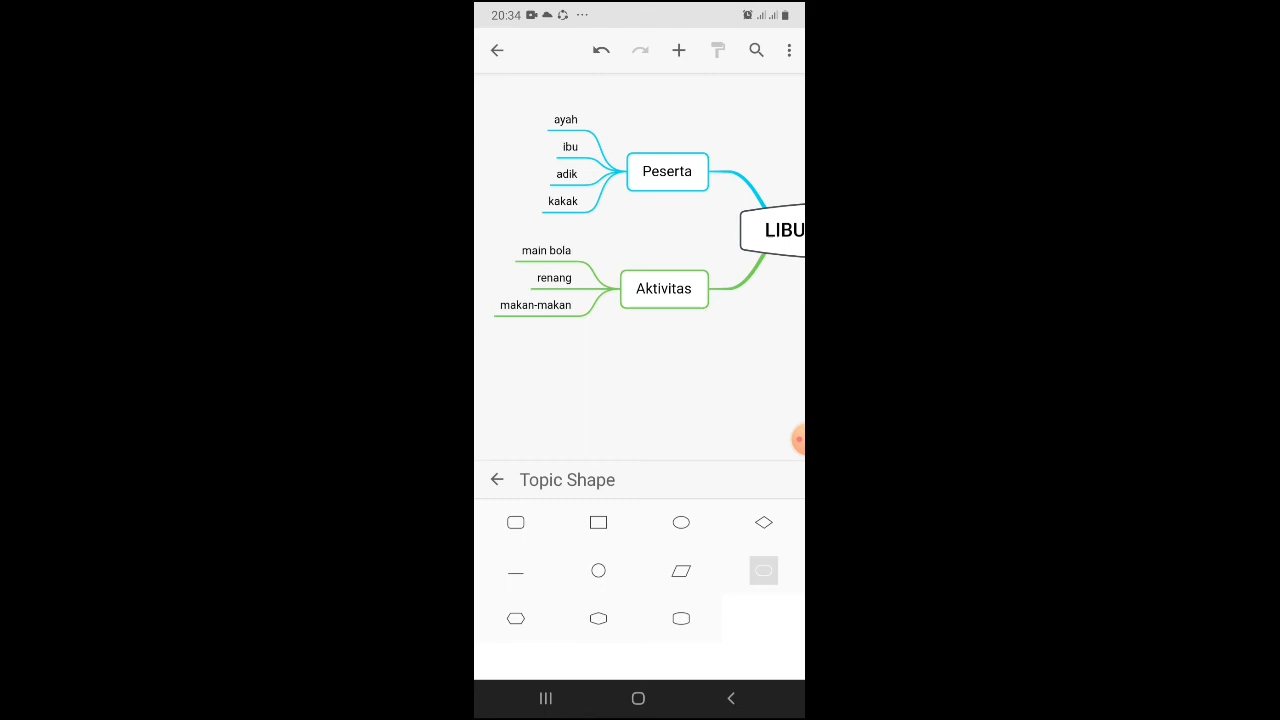 20:34
ayah
ibu
adik
kakak
Peserta
LIBU
main bola
renang
makan-makan
Aktivitas
Topic Shape